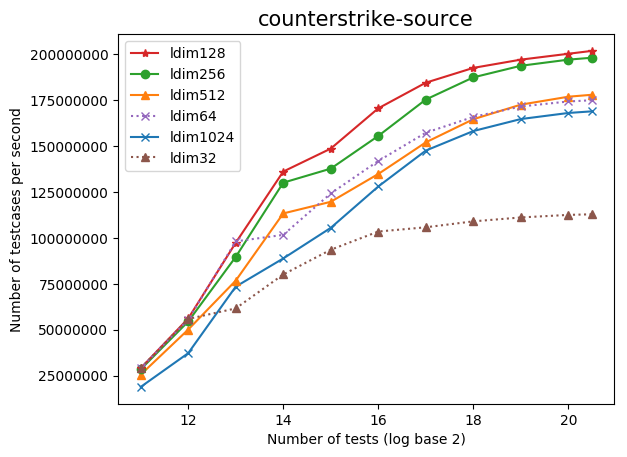 counterstrike-source
200000000
175000000
150000000
125000000
100000000
75000000
50000000
25000000
Number of testcases per second
ldim128
ldim256
ldim512
ldim64
ldim1024
ldim32
12 14 16 18 20
Number of tests (log base 2)